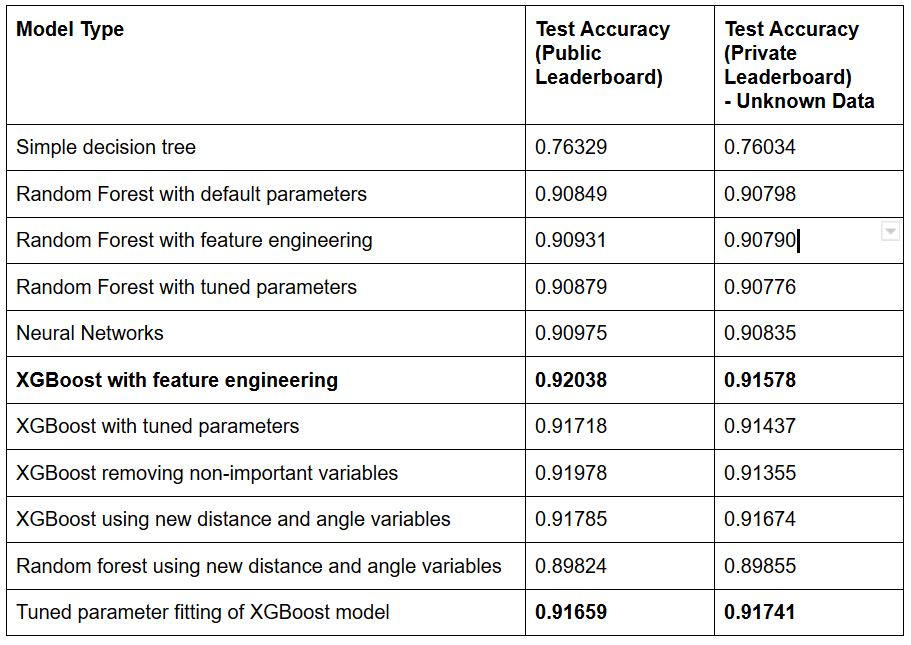 Model Type
Test Accuracy
(Public
Leaderboard)
Test Accuracy
(Private
Leaderboard)
- Unknown Data
Simple decision tree 0.76329 0.76034
Random Forest with default parameters 0.90849 0.90798
Random Forest with feature engineering 0.90931 0.90790
Random Forest with tuned parameters 0.90879 0.90776
Neural Networks 0.90975 0.90835
XGBoost with feature engineering 0.92038 0.91578
XGBoost with tuned parameters 0.91718 0.91437
XGBoost removing non-important variables 0.91978 0.91355
XGBoost using new distance and angle variables 0.91785 0.91674
Random forest using new distance and angle variables 0.89824 0.89855
Tuned parameter fitting of XGBoost model 0.91659 0.91741